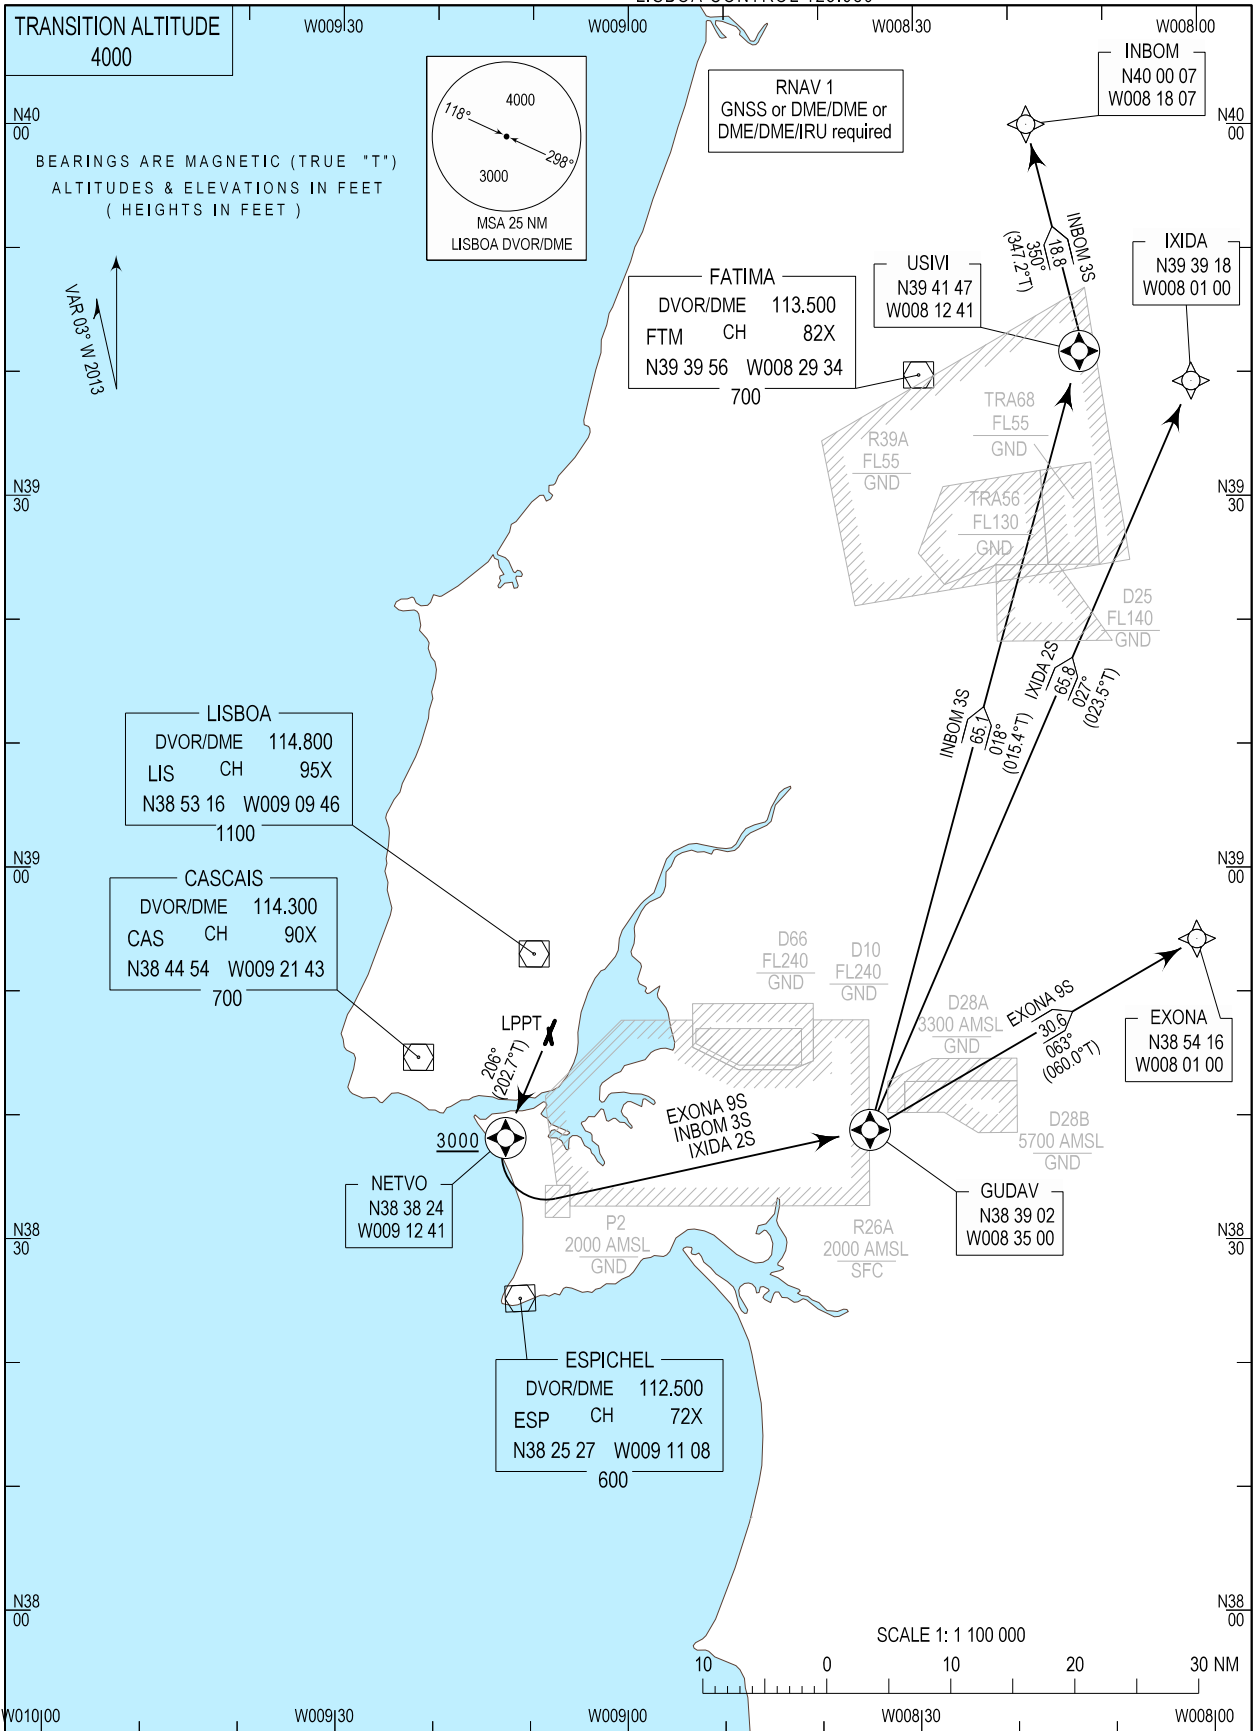 TRANSITION ALTITUDE
4000
W009 30
W009 00
W008 30
W008 00
INBOM
N40 00 07
W008 18 07
RNAV 1
GNSS or DME/DME or
DME/DME/IRU required
4000
118°
298°
3000
MSA 25 NM
LISBOA DVOR/DME
N40
00
N40
00
BEARINGS ARE MAGNETIC (TRUE "T")
ALTITUDES & ELEVATIONS IN FEET
( HEIGHTS IN FEET )
VAR 03° W 2013
INBOM 3S
18.8
350°
(347.2°T)
IXIDA
N39 39 18
W008 01 00
USIVI
N39 41 47
W008 12 41
FATIMA
DVOR/DME 113.500
FTM CH 82X
N39 39 56 W008 29 34
700
TRA68
FL55
GND
R39A
FL55
GND
TRA56
FL130
GND
N39
30
N39
30
D25
FL140
GND
INBOM 3S
65.1
018°
(015.4°T)
IXIDA 2S
65.8
027°
(023.5°T)
LISBOA
DVOR/DME 114.800
LIS CH 95X
N38 53 16 W009 09 46
1100
N39
00
N39
00
CASCAIS
DVOR/DME 114.300
CAS CH 90X
N38 44 54 W009 21 43
700
D66
FL240
GND
D10
FL240
GND
D28A
3300 AMSL
GND
EXONA 9S
30.6
063°
(060.0°T)
EXONA
N38 54 16
W008 01 00
LPPT
206°
(202.7°T)
EXONA 9S
INBOM 3S
IXIDA 2S
3000
D28B
5700 AMSL
GND
NETVO
N38 38 24
W009 12 41
GUDAV
N38 39 02
W008 35 00
P2
2000 AMSL
GND
R26A
2000 AMSL
SFC
N38
30
N38
30
ESPICHEL
DVOR/DME 112.500
ESP CH 72X
N38 25 27 W009 11 08
600
N38
00
N38
00
SCALE 1: 1 100 000
10 0 10 20 30 NM
W010 00
W009 30
W009 00
W008 30
W008 00